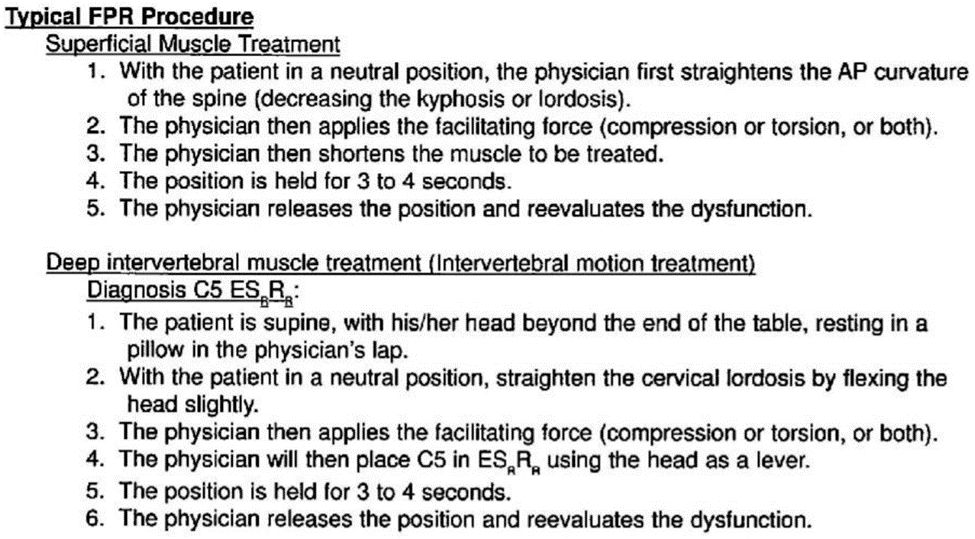 Typical FPR Procedure
Superficial Muscle Treatment
1. With the patient in a neutral position, the physician first straightens the AP curvature
of the spine (decreasing the kyphosis or lordosis).
2. The physician then applies the facilitating force (compression or torsion, or both).
3. The physician then shortens the muscle to be treated.
4. The position is held for 3 to 4 seconds.
5. The physician releases the position and reevaluates the dysfunction.
Deep intervertebral muscle treatment (Intervertebral motion treatment)
Diagnosis C5 ESRRR:
1. The patient is supine, with his/her head beyond the end of the table, resting in a
pillow in the physician's lap.
2. With the patient in a neutral position, straighten the cervical lordosis by flexing the
head slightly.
3. The physician then applies the facilitating force (compression or torsion, or both).
4. The physician will then place C5 in ESRRR using the head as a lever.
5. The position is held for 3 to 4 seconds.
6. The physician releases the position and reevaluates the dysfunction.